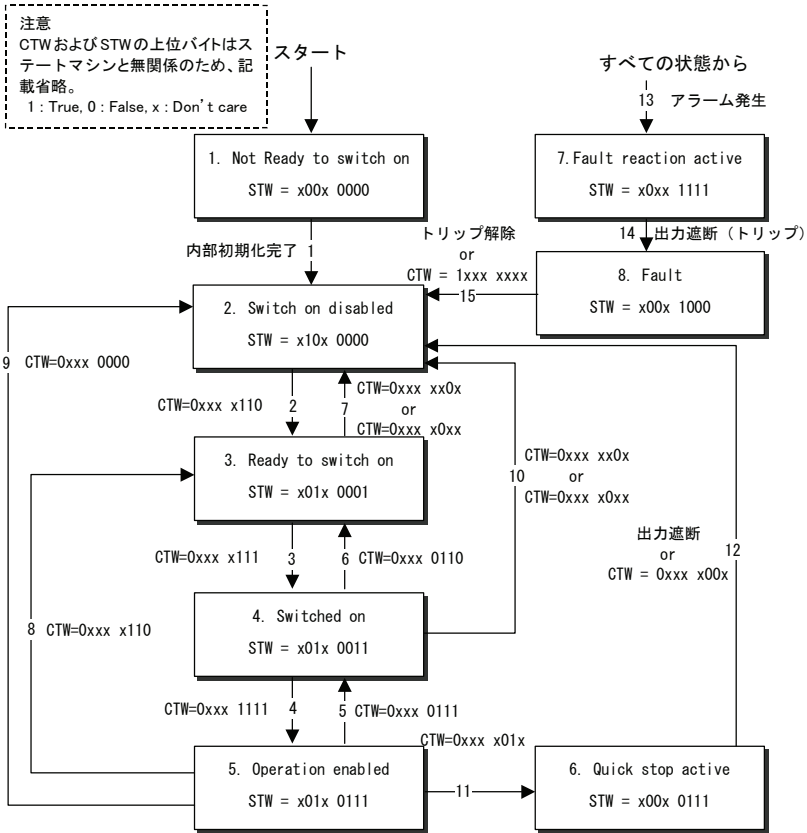 注意
CTWおよびSTWの上位バイトはス
テートマシンと無関係のため、記
載省略。
1 : True, 0 : False, x : Don't care
スタート
すべての状態から
13 アラーム発生
1. Not Ready to switch on
STW = x00x 0000
7.Fault reaction active
STW = x0xx 1111
内部初期化完了 1
14 出力遮断（トリップ）
トリップ解除
or
CTW = 1xxx xxxx
15
8. Fault
STW = x00x 1000
2. Switch on disabled
STW = x10x 0000
9 CTW=0xxx 0000
CTW=0xxx x110 2
7
CTW=0xxx xx0x
or
CTW=0xxx x0xx
3. Ready to switch on
STW = x01x 0001
10
CTW=0xxx xx0x
or
CTW=0xxx x0xx
出力遮断
or
CTW = 0xxx x00x
12
CTW=0xxx x111 3
6 CTW=0xxx 0110
4. Switched on
STW = x01x 0011
8 CTW=0xxx x110
CTW=0xxx 1111 4
5 CTW=0xxx 0111
CTW=0xxx x01x
11
5. Operation enabled
STW = x01x 0111
6. Quick stop active
STW = x00x 0111